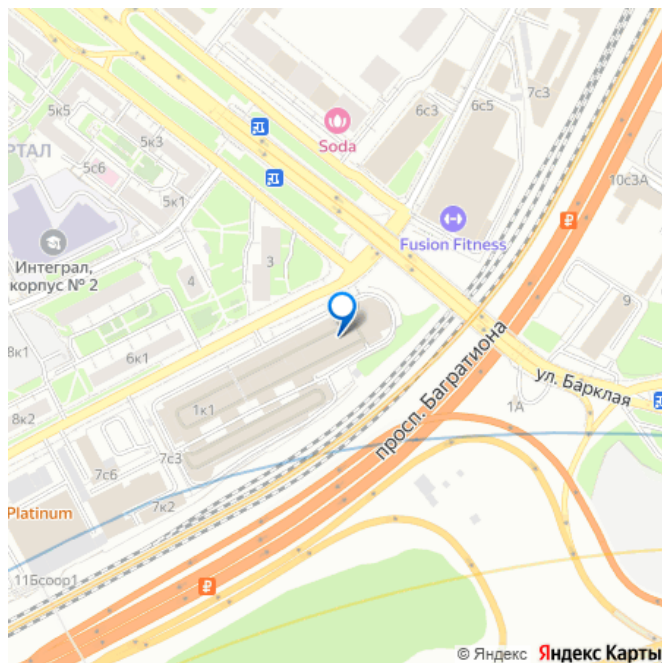 7с3
5к5
6с3
6с5
5к3
Soda
РТАЛ
5с6
10с3А
5к1
Fusion Fitness
Интеграл,
корпус № 2
3
4
9
просп. Багратиона
8к1
6к1
ул. Барклая
1А
1к1
8к2
7с3
7с6
7к2
Platinum
11Бсоор1
© Яндекс Яндекс Карты